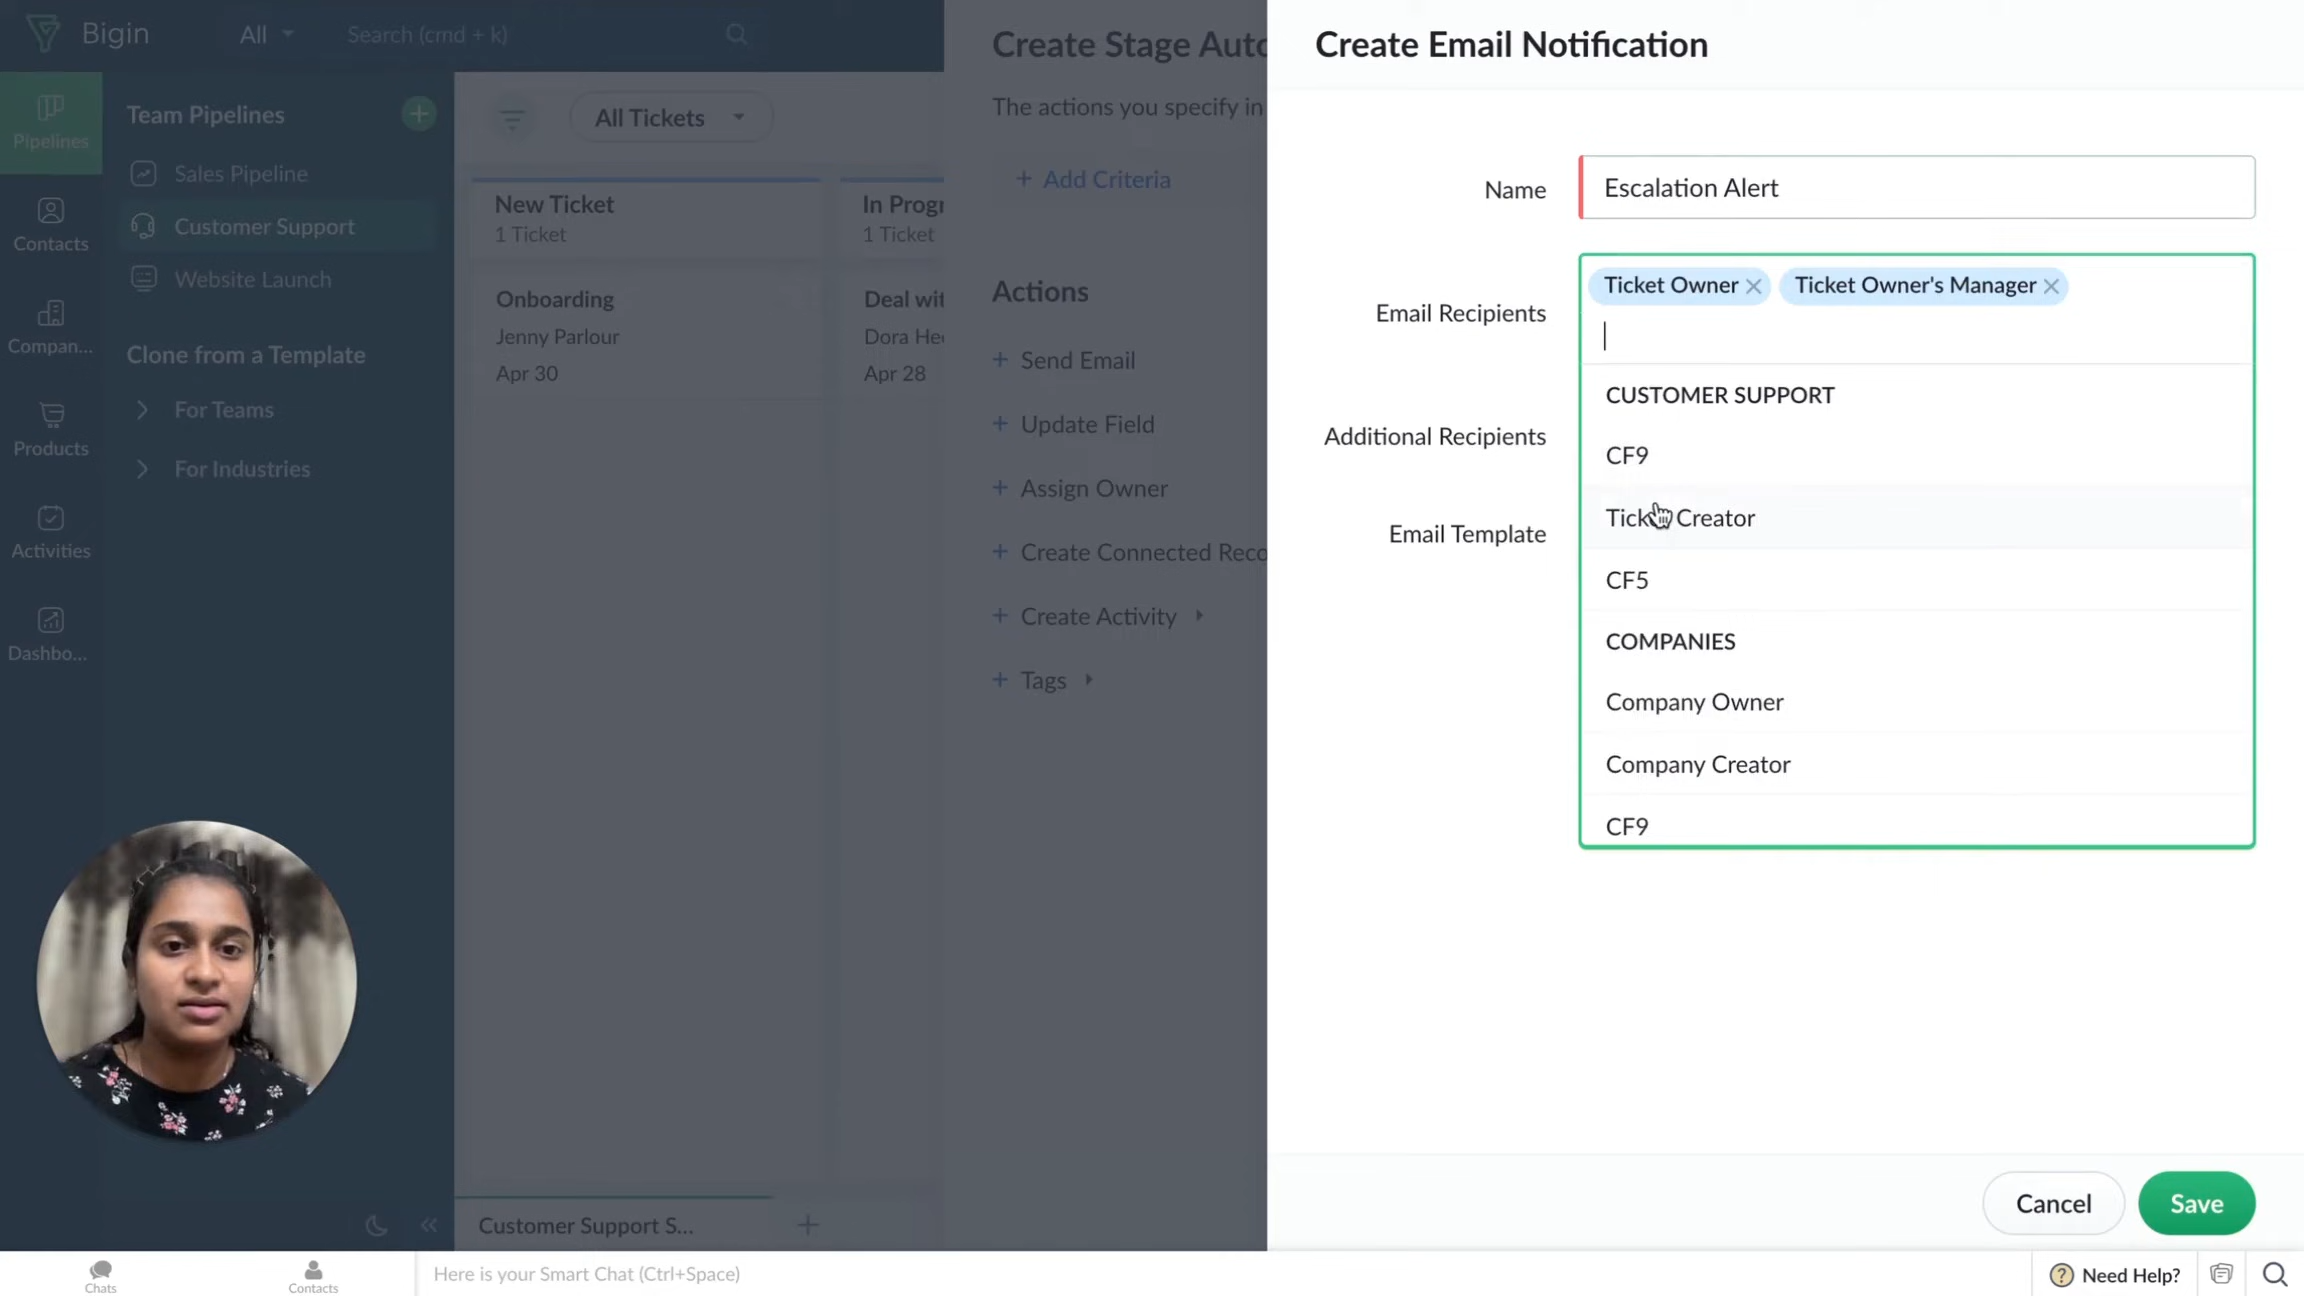 Bigin
All
Search (cmd + k)
Pipelines
Contacts
Compan...
Products
Activities
Dashbo...
Team Pipelines
Sales Pipeline
Customer Support
Website Launch
Clone from a Template
For Teams
For Industries
All Tickets
New Ticket
1 Ticket
Onboarding
Jenny Parlour
Apr 30
In Progr
1 Ticket
Deal wit
Dora He
Apr 28
Customer Support S...
Create Stage Auto
The actions you specify in
+ Add Criteria
Actions
+ Send Email
+ Update Field
+ Assign Owner
+ Create Connected Reco
+ Create Activity
+ Tags
Create Email Notification
Name
Escalation Alert
Email Recipients
Ticket Owner
Ticket Owner's Manager
CUSTOMER SUPPORT
CF9
Ticket Creator
CF5
COMPANIES
Company Owner
Company Creator
CF9
Additional Recipients
Email Template
Cancel
Save
Chats
Contacts
Here is your Smart Chat (Ctrl+Space)
Need Help?